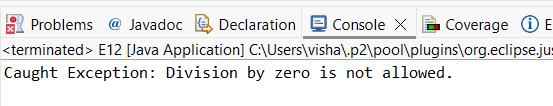 Problems @ Javadoc Declaration Console Coverage
<terminated> E12 [Java Application] C:\Users\visha\.p2\pool\plugins\org.eclipse.jus
Caught Exception: Division by zero is not allowed.